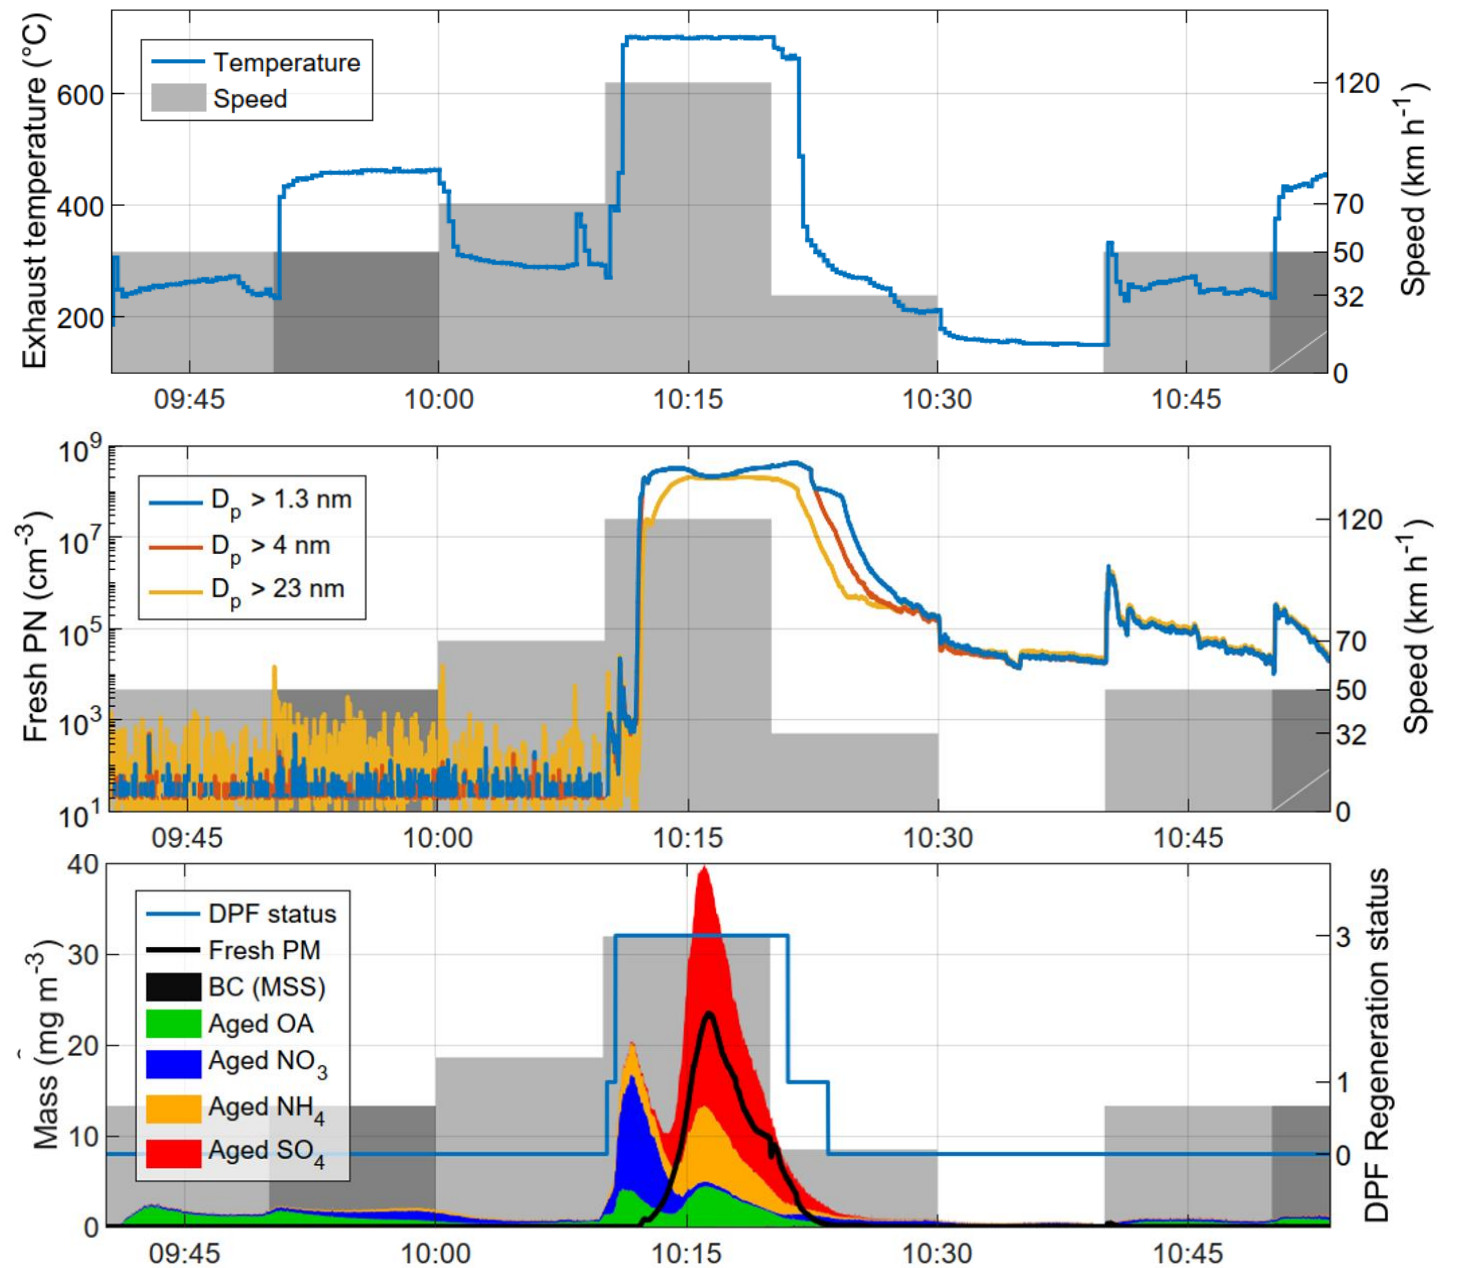 Exhaust temperature (°C)
600
400
200
Temperature
Speed
120
70
50
32
0
Speed (km h-1)
09:45 10:00 10:15 10:30 10:45
Fresh PN (cm-3)
109
107
105
103
101
Dp > 1.3 nm
Dp > 4 nm
Dp > 23 nm
120
70
50
32
0
Speed (km h-1)
09:45 10:00 10:15 10:30 10:45
Mass (mg m-3)
40
30
20
10
0
DPF status
Fresh PM
BC (MSS)
Aged OA
Aged NO3
Aged NH4
Aged SO4
3
1
0
DPF Regeneration status
09:45 10:00 10:15 10:30 10:45